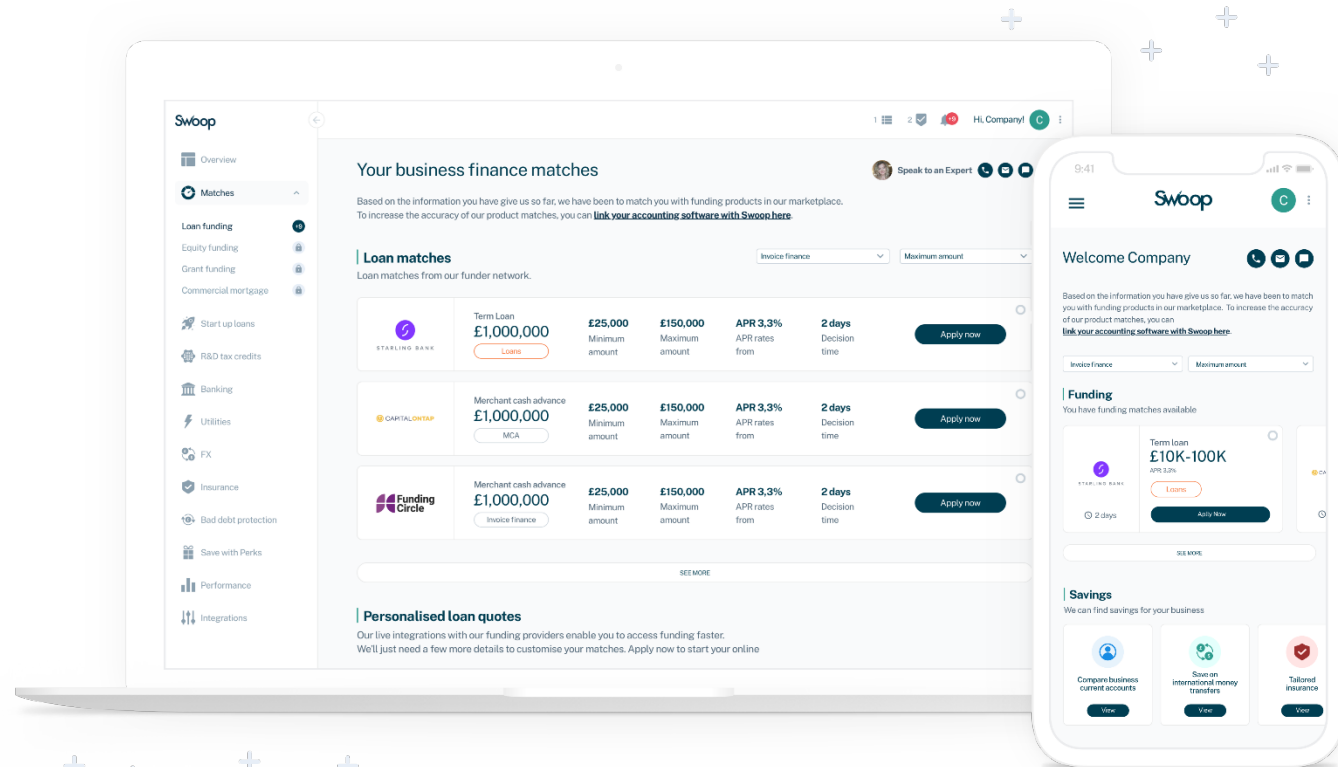 Swoop
1
2
+9
Hi, Company!
C
Overview
Matches
Loan funding
+9
Equity funding
Grant funding
Commercial mortgage
Start up loans
R&D tax credits
Banking
Utilities
FX
Insurance
Bad debt protection
Save with Perks
Performance
Integrations
Your business finance matches
Speak to an Expert
Based on the information you have give us so far, we have been to match you with funding products in our marketplace.
To increase the accuracy of our product matches, you can link your accounting software with Swoop here.
Loan matches
Loan matches from our funder network.
Invoice finance
Maximum amount
STARLING BANK
Term Loan
£1,000,000
Loans
£25,000
Minimum
amount
£150,000
Maximum
amount
APR 3,3%
APR rates
from
2 days
Decision
time
Apply now
CAPITALONTAP
Merchant cash advance
£1,000,000
MCA
£25,000
Minimum
amount
£150,000
Maximum
amount
APR 3,3%
APR rates
from
2 days
Decision
time
Apply now
Funding
Circle
Merchant cash advance
£1,000,000
Invoice finance
£25,000
Minimum
amount
£150,000
Maximum
amount
APR 3,3%
APR rates
from
2 days
Decision
time
Apply now
SEE MORE
Personalised loan quotes
Our live integrations with our funding providers enable you to access funding faster.
We'll just need a few more details to customise your matches. Apply now to start your online
9:41
Swoop
C
Welcome Company
Based on the information you have give us so far, we have been to match
you with funding products in our marketplace. To increase the accuracy
of our product matches, you can
link your accounting software with Swoop here.
Invoice finance
Maximum amount
Funding
You have funding matches available
STARLING BANK
2 days
Term loan
£10K-100K
APR 3,3%
Loans
Apply Now
SEE MORE
Savings
We can find savings for your business
Compare business
current accounts
View
Save on
international money
transfers
View
Tailored
insurance
View